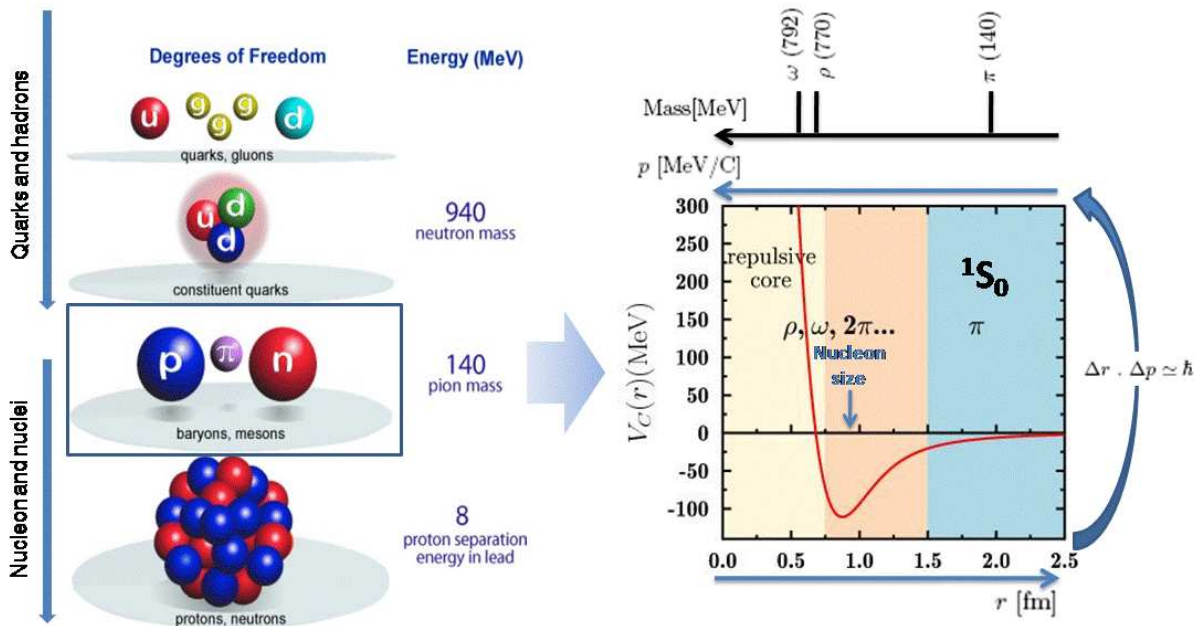 Quarks and hadrons
Nucleon and nuclei
Degrees of Freedom
Energy (MeV)
u g g g d
quarks, gluons
u d d
940
neutron mass
constituent quarks
p π n
140
pion mass
baryons, mesons
8
proton separation
energy in lead
protons, neutrons
ω (792)
ρ (770)
π (140)
Mass[MeV]
p [MeV/C]
300
250
200
150
100
50
0
-50
-100
V_C(r)(MeV)
repulsive
core
¹S₀
ρ, ω, 2π...
π
Nucleon
size
Δr . Δp ≃ ħ
0.0 0.5 1.0 1.5 2.0 2.5
r [fm]